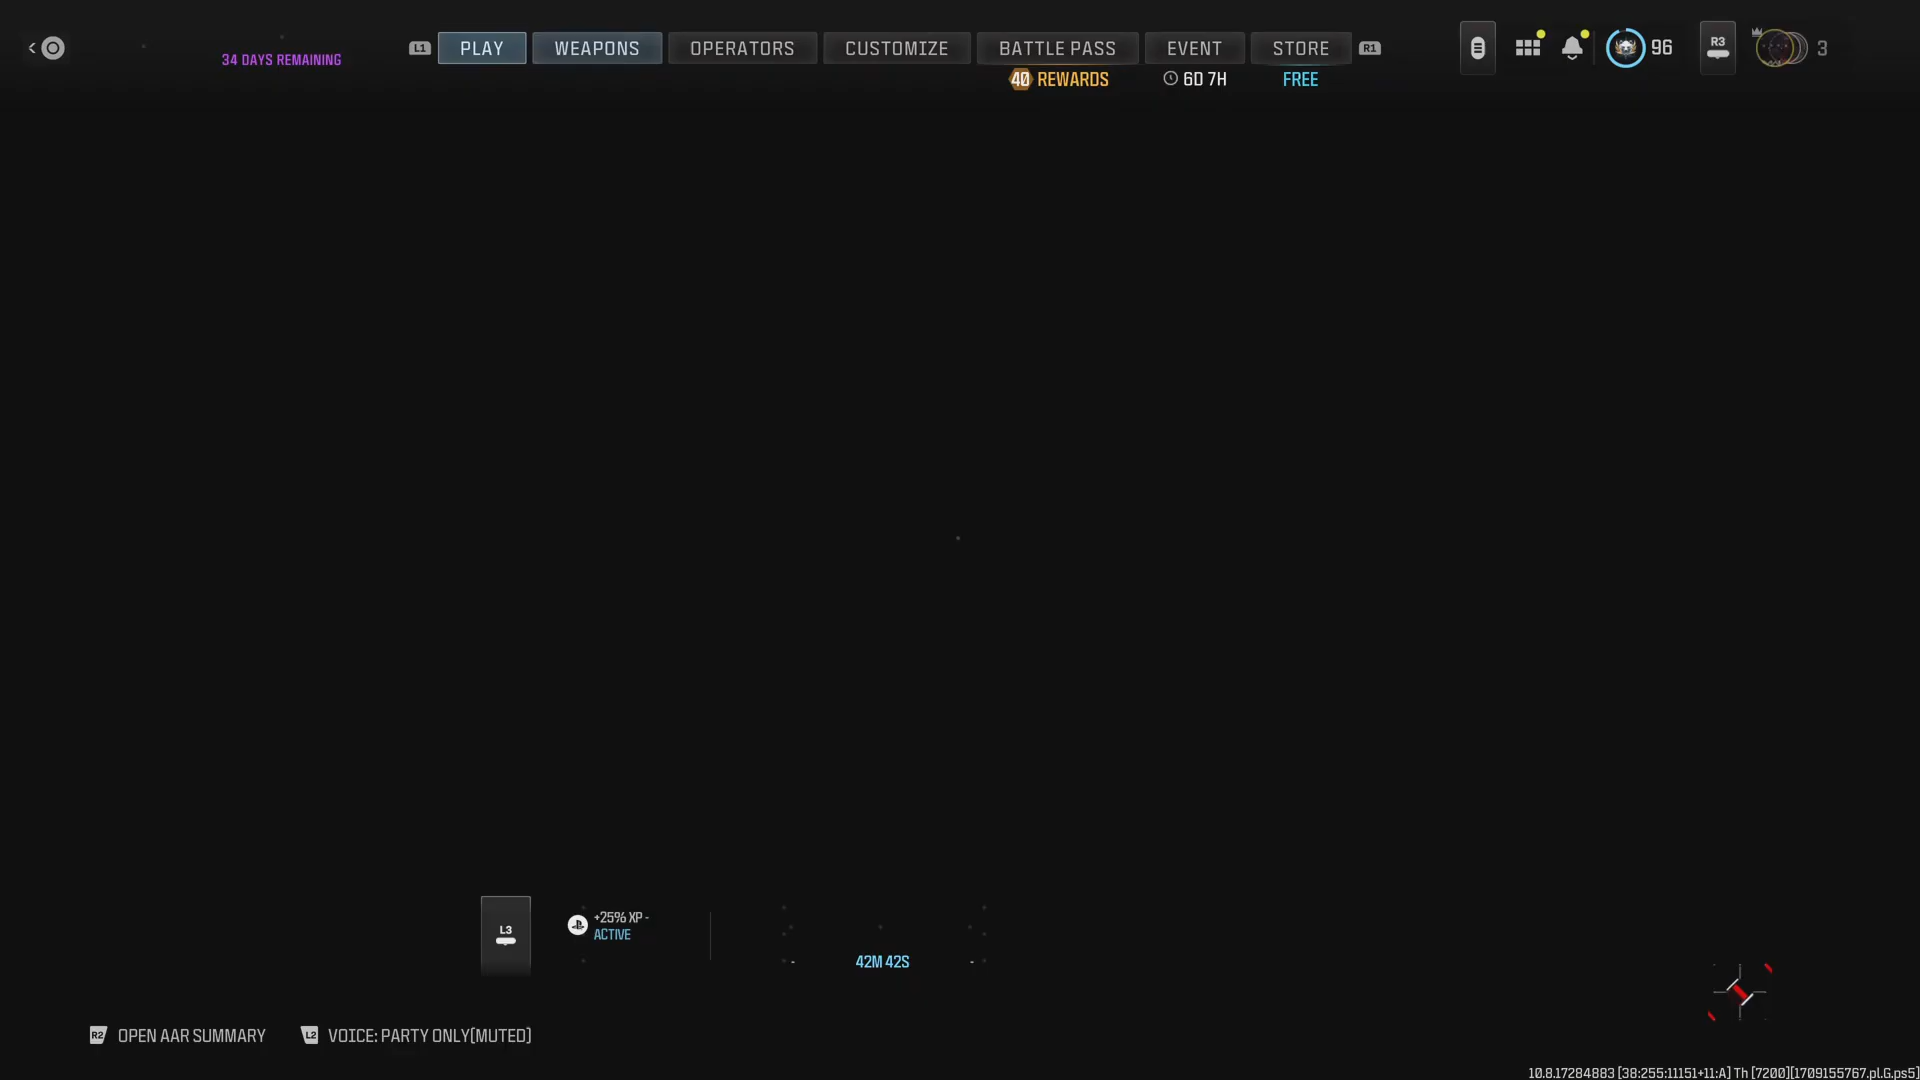 34 DAYS REMAINING
L1 PLAY WEAPONS OPERATORS CUSTOMIZE BATTLE PASS EVENT STORE R1
40 REWARDS 6D 7H FREE
96 R3 3
L3 +25% XP -
ACTIVE
- 42M 42S -
R2 OPEN AAR SUMMARY L2 VOICE: PARTY ONLY(MUTED)
10.8.17284883 [38:255:11151+11:A] Th [7200][1709155767.pl.G.ps5]